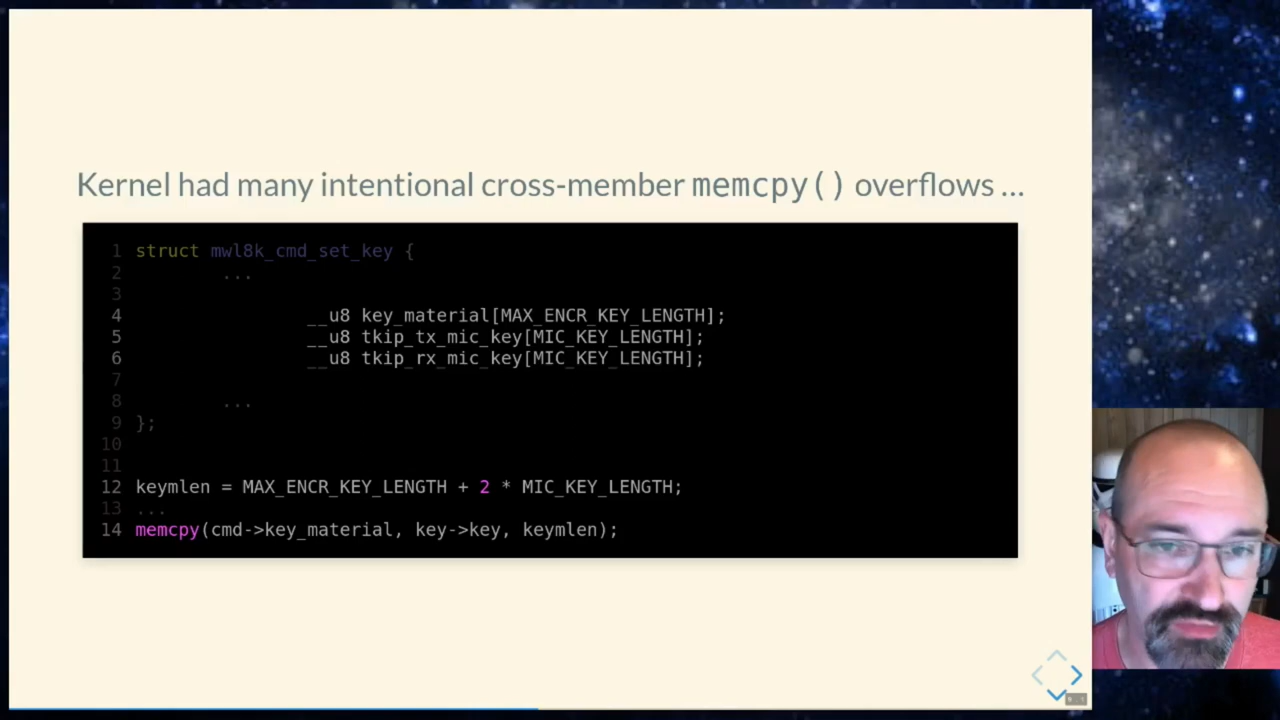 Kernel had many intentional cross-member memcpy() overflows ...
1 struct mwl8k_cmd_set_key {
2 ...
3
4 __u8 key_material[MAX_ENCR_KEY_LENGTH];
5 __u8 tkip_tx_mic_key[MIC_KEY_LENGTH];
6 __u8 tkip_rx_mic_key[MIC_KEY_LENGTH];
7
8 ...
9 };
10
11
12 keymlen = MAX_ENCR_KEY_LENGTH + 2 * MIC_KEY_LENGTH;
13 ...
14 memcpy(cmd->key_material, key->key, keymlen);